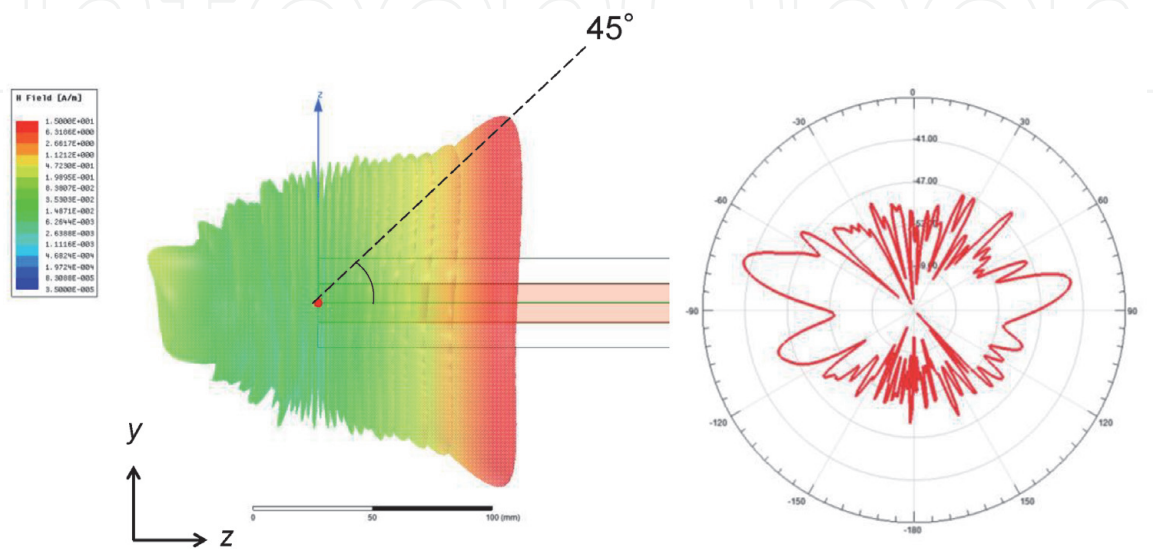 45°
H Field [A/m]
1.5000E+001
6.3106E+000
2.6617E+000
1.1212E+000
4.7230E-001
1.9895E-001
8.3807E-002
3.5303E-002
1.4871E-002
6.2644E-003
2.6388E-003
1.1116E-003
4.6824E-004
1.9724E-004
8.3088E-005
3.5000E-005
z
y
z
0
50
100 (mm)
0
-30
30
-41.00
-47.00
-60
60
-90
90
-120
120
-150
150
-180